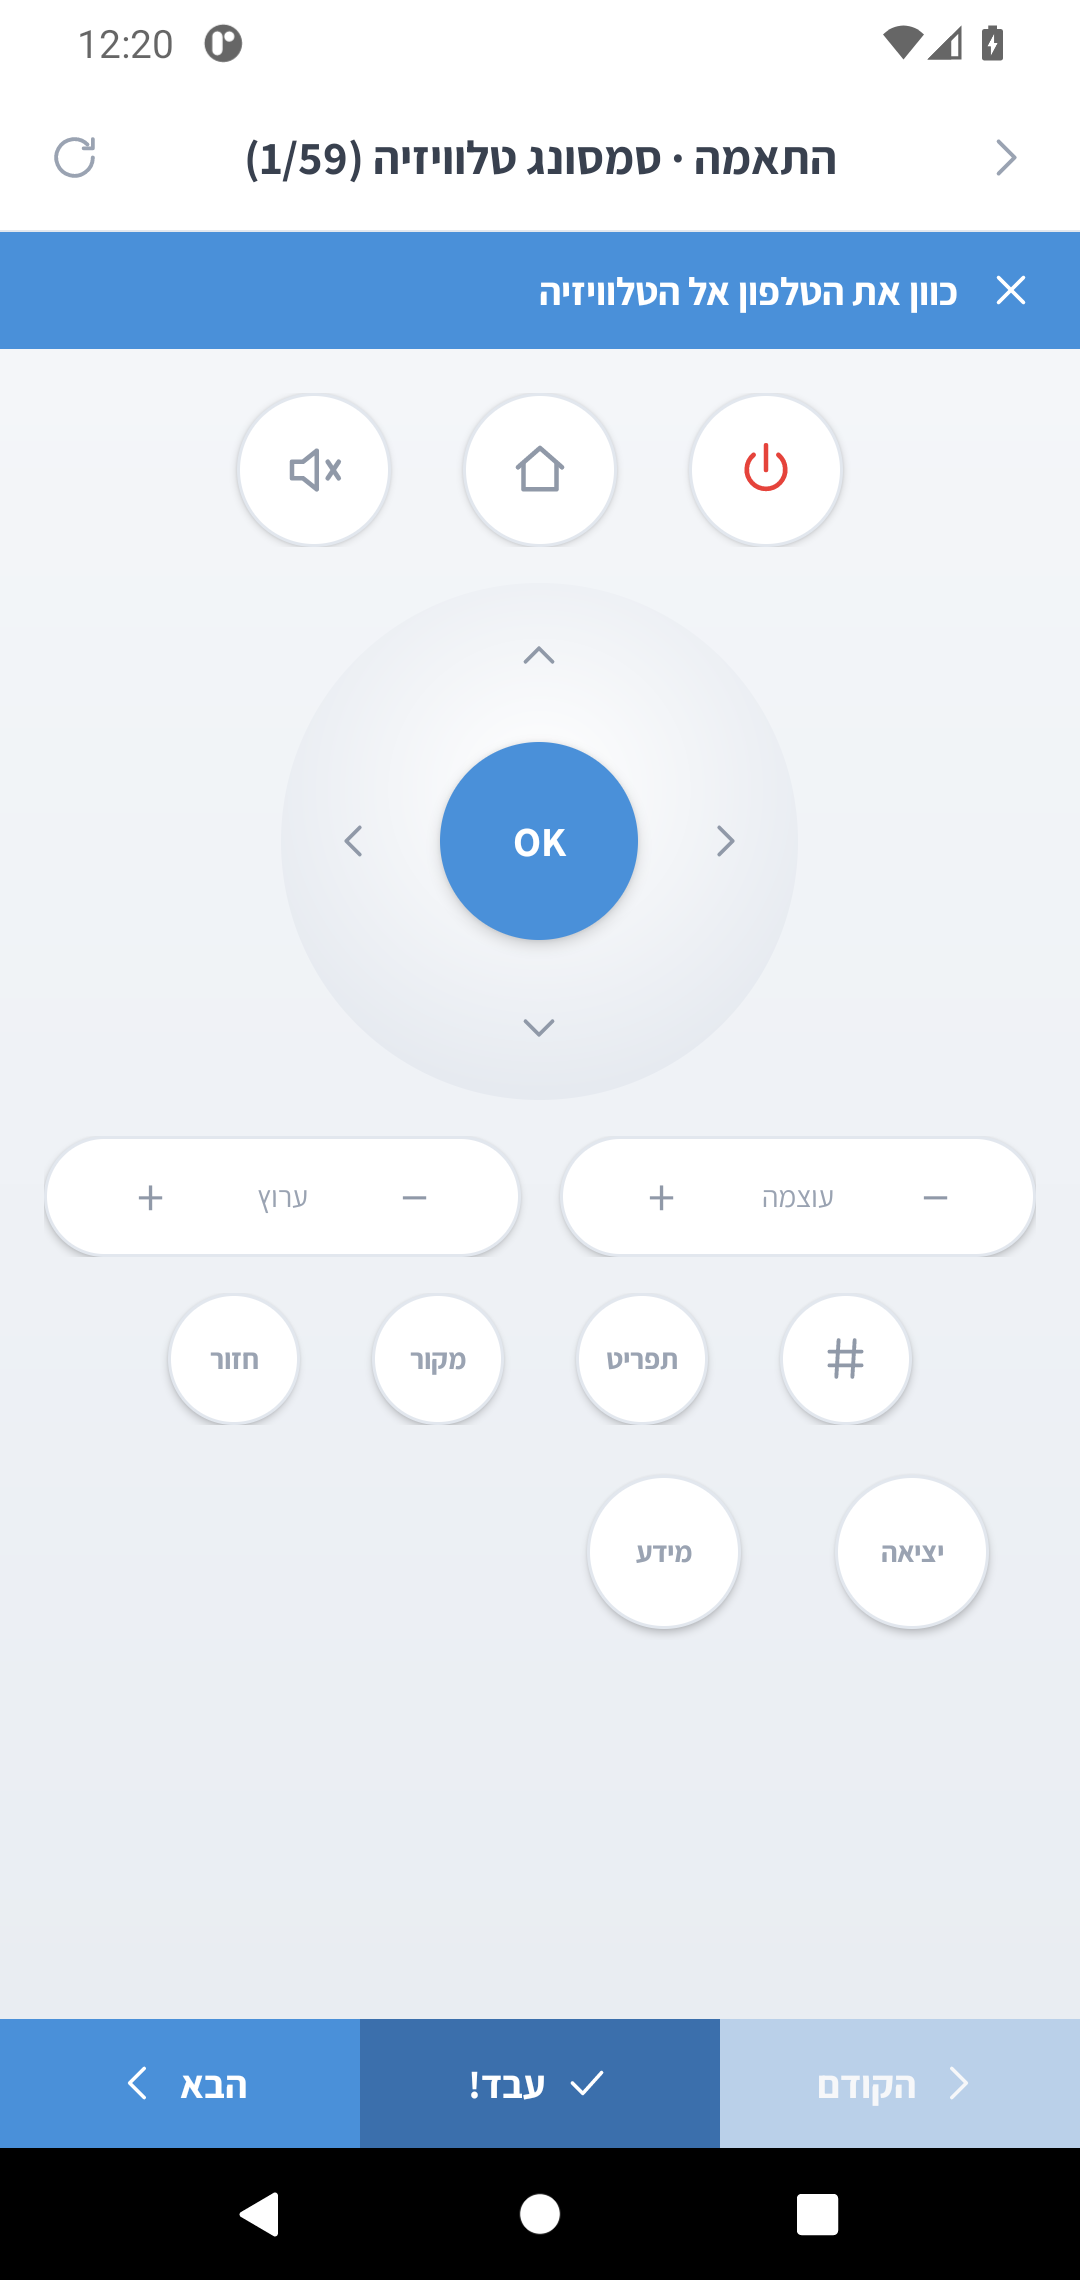 12:20
התאמה · סמסונג טלוויזיה (1/59)
כוון את הטלפון אל הטלוויזיה
OK
עוצמה
ערוץ
תפריט
מקור
חזור
יציאה
מידע
הקודם
עבד!
הבא